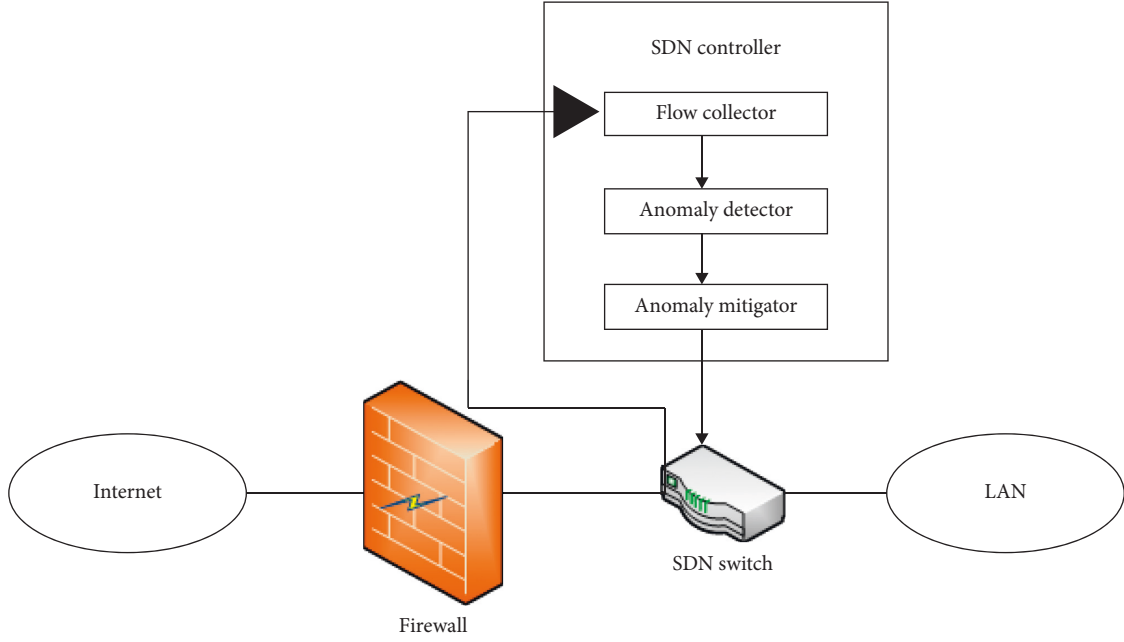 SDN controller
Flow collector
Anomaly detector
Anomaly mitigator
Internet
LAN
SDN switch
Firewall